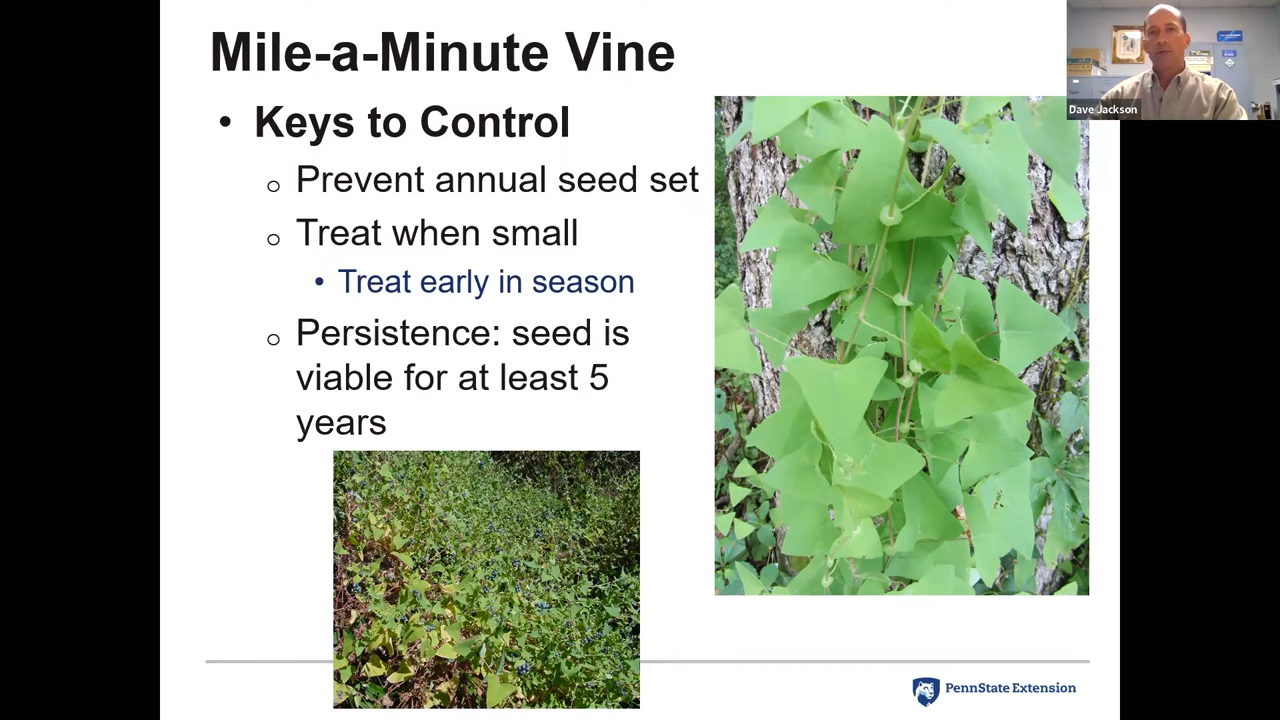 Mile-a-Minute Vine
Dave Jackson
• Keys to Control
o Prevent annual seed set
o Treat when small
• Treat early in season
o Persistence: seed is
viable for at least 5
years
PennState Extension